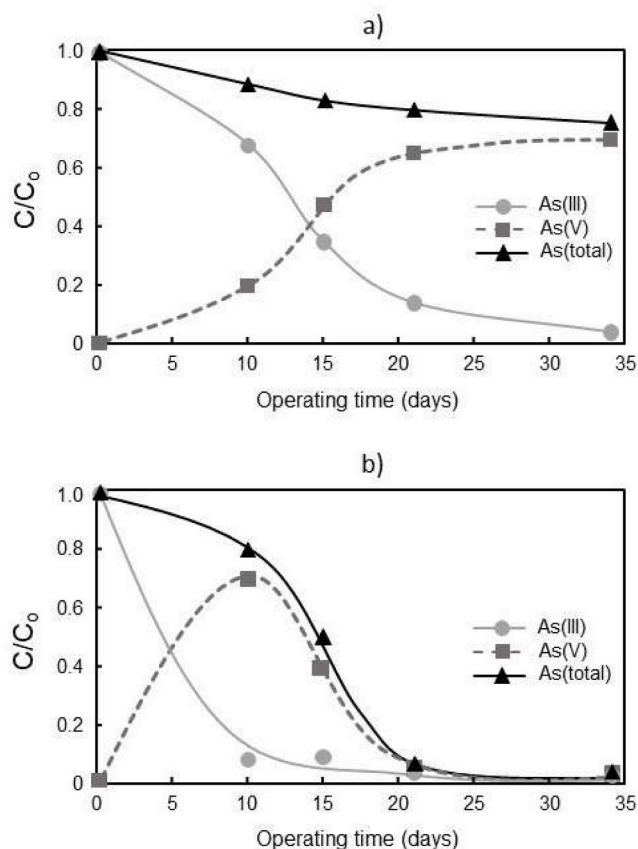 a)
C/Co
1.0
0.8
0.6
0.4
0.2
0
As(III)
As(V)
As(total)
0 5 10 15 20 25 30 35
Operating time (days)
b)
C/Co
1.0
0.8
0.6
0.4
0.2
0
As(III)
As(V)
As(total)
0 5 10 15 20 25 30 35
Operating time (days)